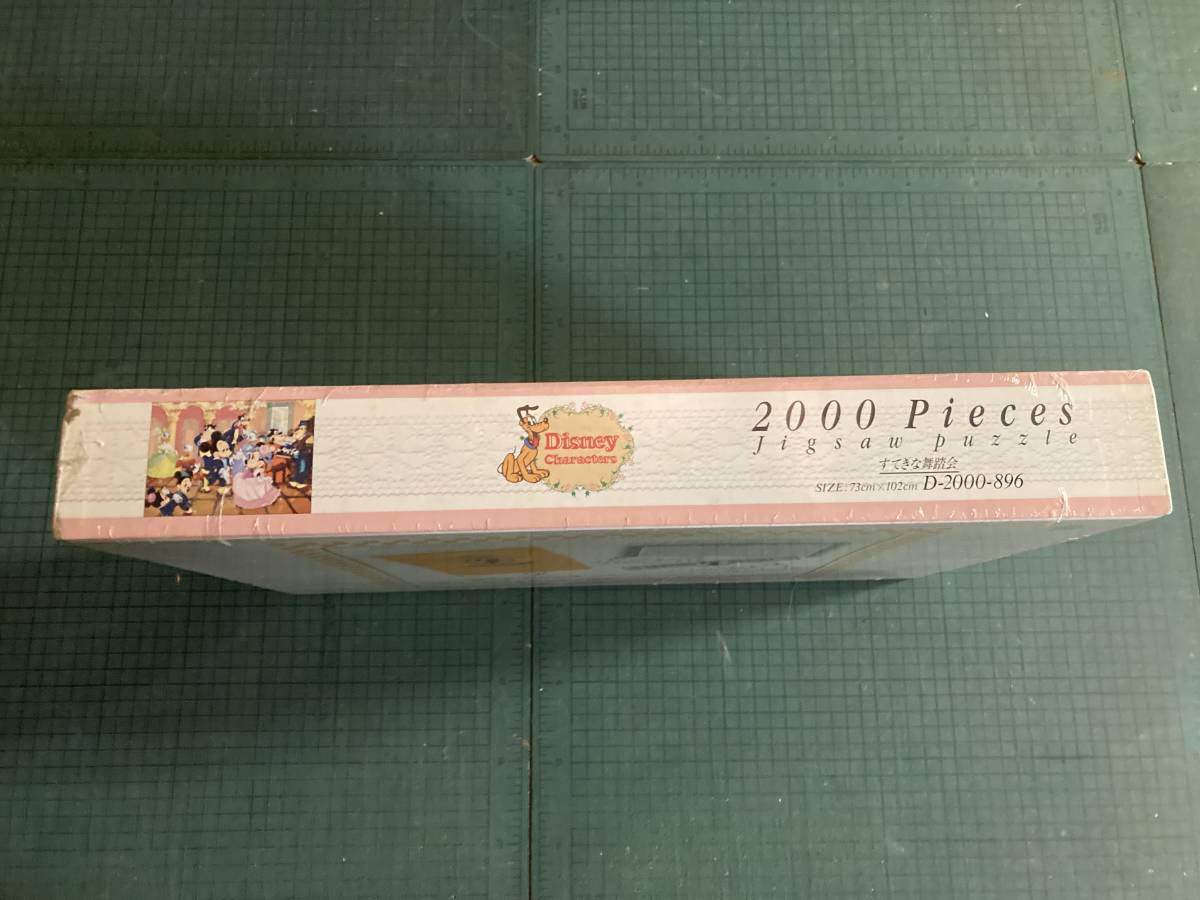 Disney
Characters
2000 Pieces
Jigsaw puzzle
すてきな舞踏会
SIZE:73cm×102cm D-2000-896